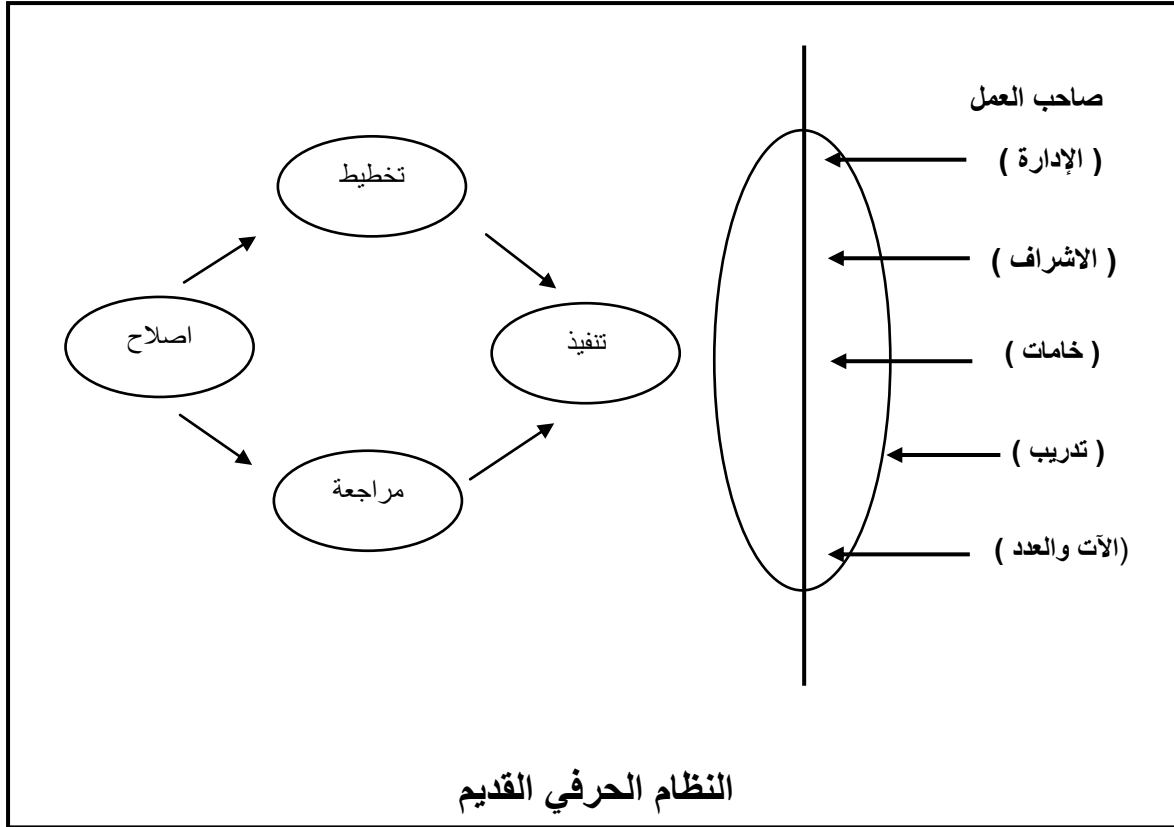 صاحب العمل
( الإدارة )
( الاشراف )
( خامات )
( تدريب )
(الآت والعدد )
تخطيط
تنفيذ
اصلاح
مراجعة
النظام الحرفي القديم